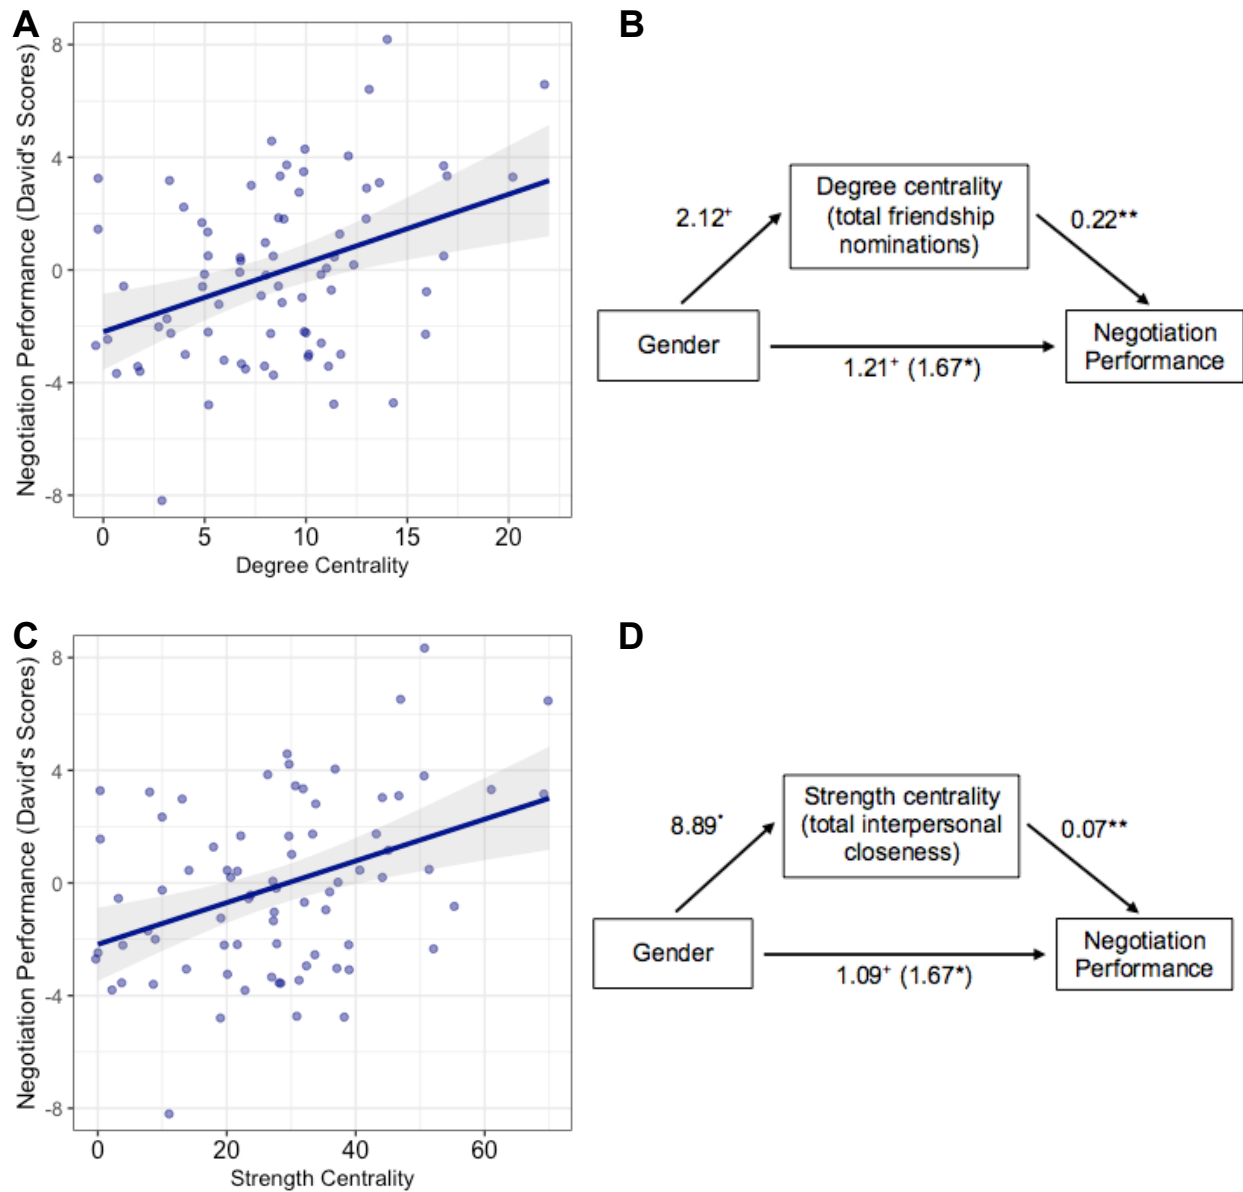 A
Negotiation Performance (David's Scores)
8
4
0
-4
-8
0 5 10 15 20
Degree Centrality
B
Degree centrality
(total friendship
nominations)
2.12⁺
0.22**
Gender
Negotiation
Performance
1.21⁺ (1.67*)
C
Negotiation Performance (David's Scores)
8
4
0
-4
-8
0 20 40 60
Strength Centrality
D
Strength centrality
(total interpersonal
closeness)
8.89*
0.07**
Gender
Negotiation
Performance
1.09⁺ (1.67*)